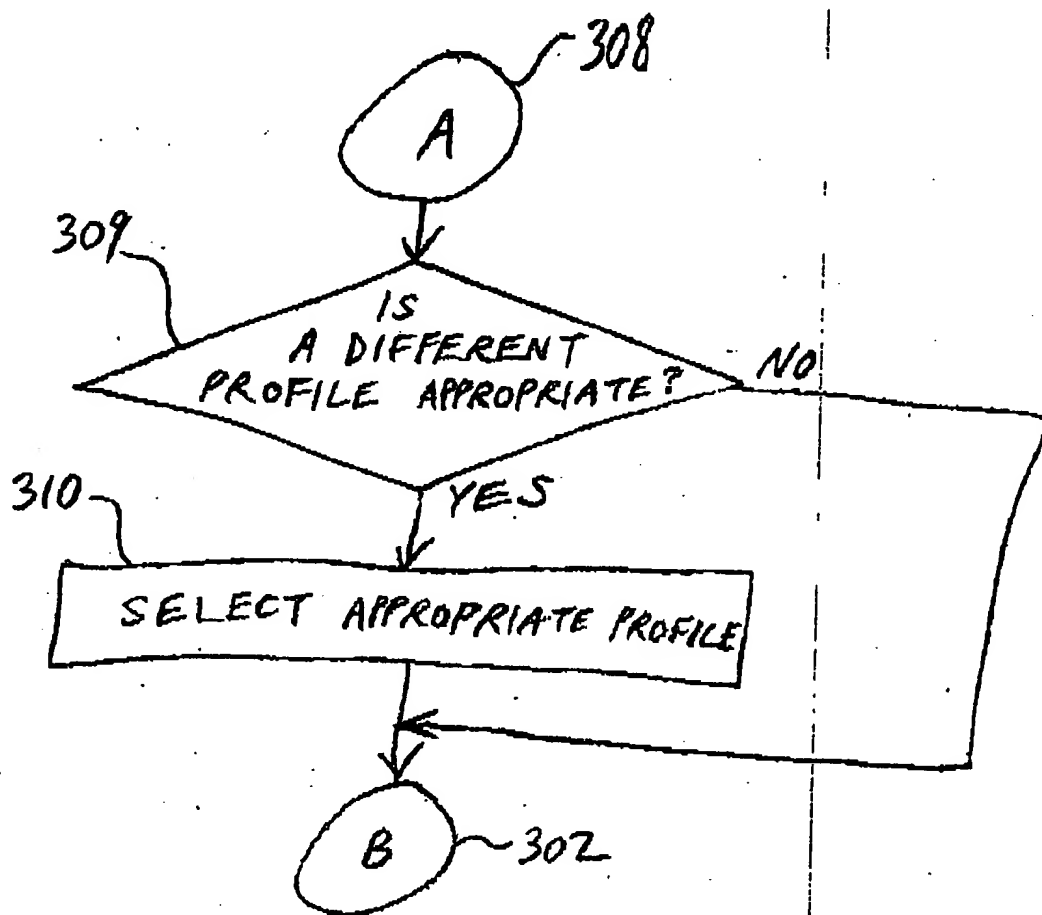 308
A
309
IS
A DIFFERENT
PROFILE APPROPRIATE?
NO
YES
310
SELECT APPROPRIATE PROFILE
B
302